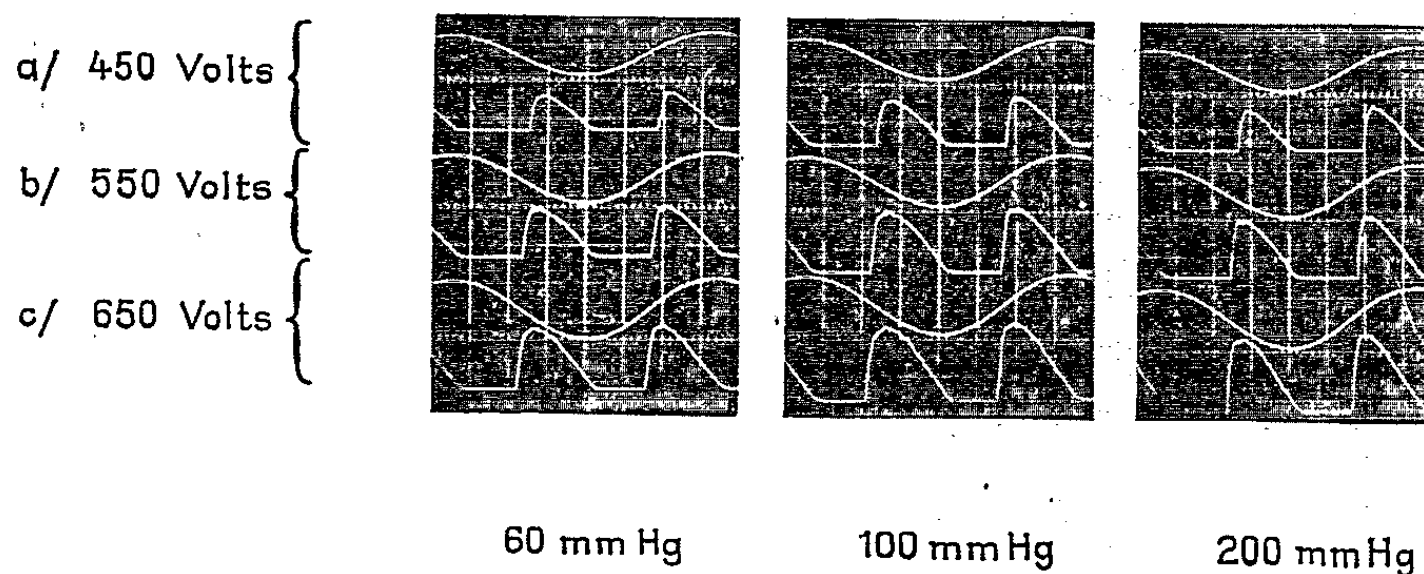 a/ 450 Volts
b/ 550 Volts
c/ 650 Volts
60 mm Hg
100 mm Hg
200 mm Hg